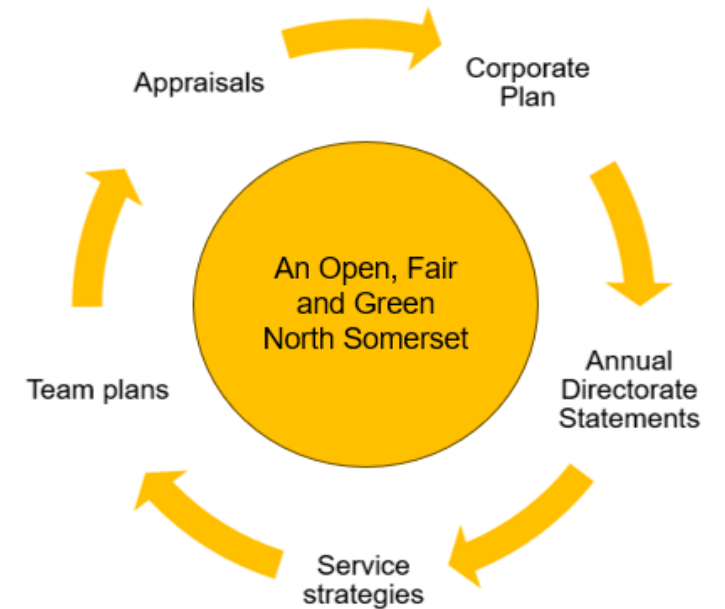 Appraisals
Corporate
Plan
An Open, Fair
and Green
North Somerset
Annual
Directorate
Statements
Team plans
Service
strategies